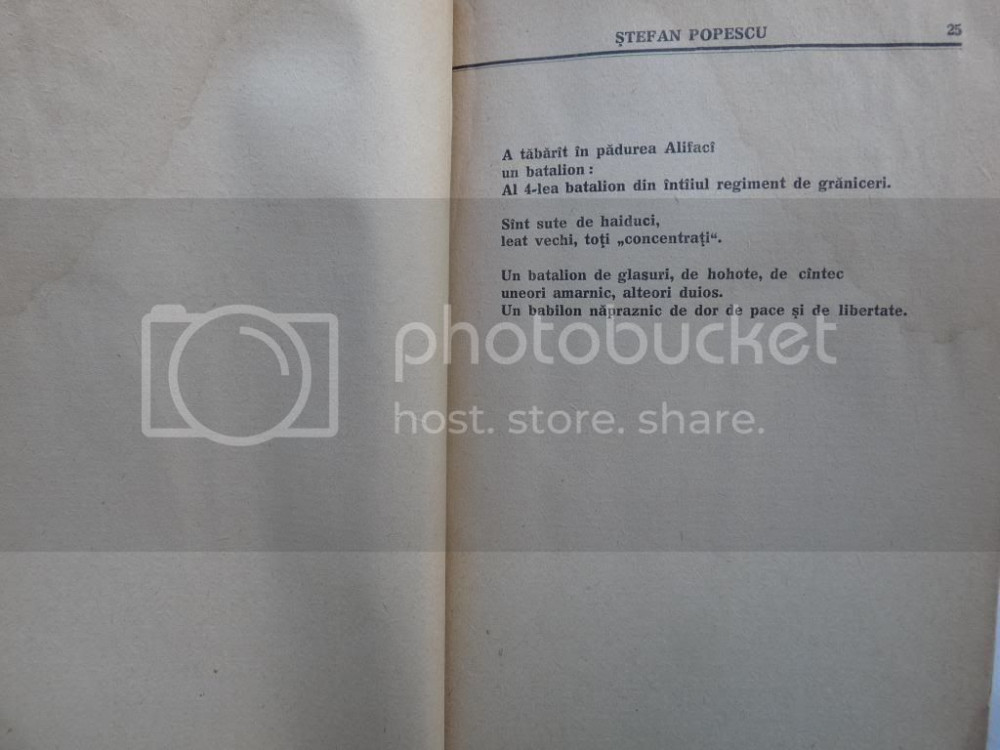 ȘTEFAN POPESCU 25
A tăbărît în pădurea Alifacî
un batalion :
Al 4-lea batalion din întîiul regiment de grăniceri.
Sînt sute de haiduci,
leat vechi, toți „concentrați“.
Un batalion de glasuri, de hohote, de cîntec
uneori amarnic, alteori duios.
Un babilon năpraznic de dor de pace și de libertate.
photobucket
host. store. share.